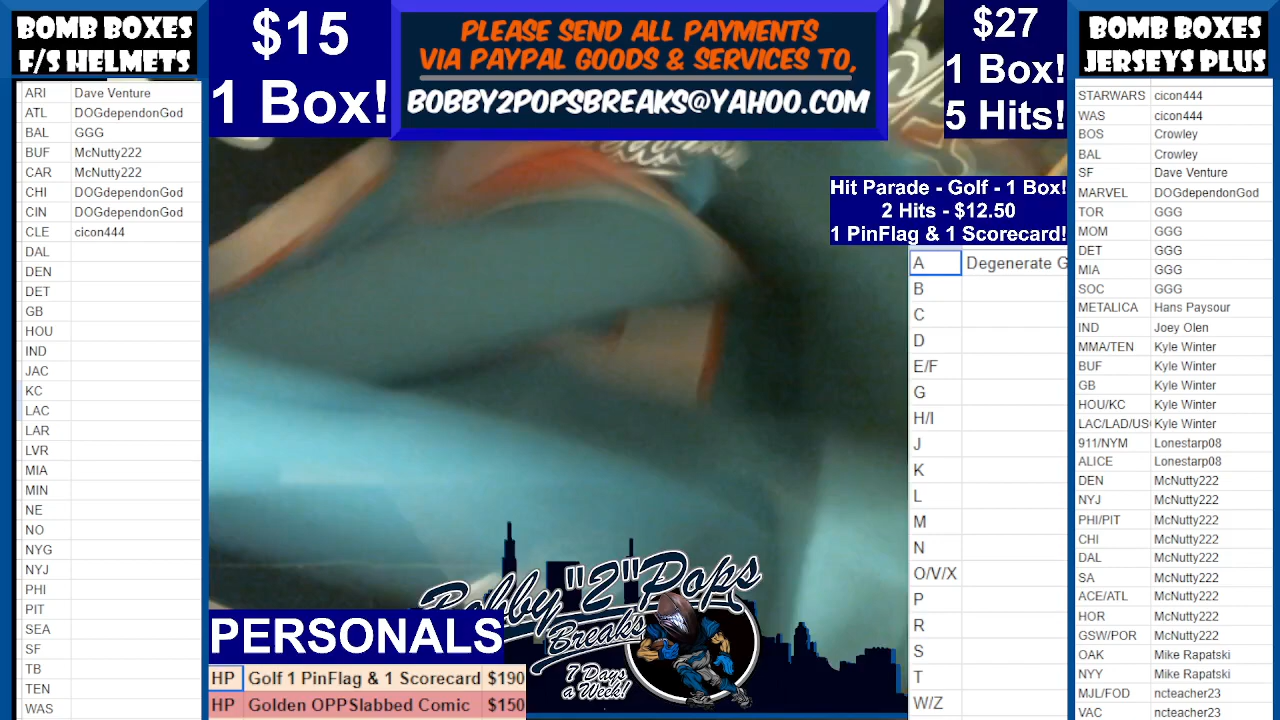 BOMB BOXES
F/S HELMETS
ARI Dave Venture
ATL DOGdependonGod
BAL GGG
BUF McNutty222
CAR McNutty222
CHI DOGdependonGod
CIN DOGdependonGod
CLE cicon444
DAL
DEN
DET
GB
HOU
IND
JAC
KC
LAC
LAR
LVR
MIA
MIN
NE
NO
NYG
NYJ
PHI
PIT
SEA
SF
TB
TEN
WAS
$15
1 Box!
PLEASE SEND ALL PAYMENTS
VIA PAYPAL GOODS & SERVICES TO,
BOBBY2POPSBREAKS@YAHOO.COM
$27
1 Box!
5 Hits!
Hit Parade - Golf - 1 Box!
2 Hits - $12.50
1 PinFlag & 1 Scorecard!
A Degenerate G
B
C
D
E/F
G
H/I
J
K
L
M
N
O/V/X
P
R
S
T
W/Z
Bobby "2" Pops
Breaks
7 Days
a Week!
PERSONALS
HP Golf 1 PinFlag & 1 Scorecard $190
HP Golden OPPSlabbed Comic $150
BOMB BOXES
JERSEYS PLUS
STARWARS cicon444
WAS cicon444
BOS Crowley
BAL Crowley
SF Dave Venture
MARVEL DOGdependonGod
TOR GGG
MOM GGG
DET GGG
MIA GGG
SOC GGG
METALICA Hans Paysour
IND Joey Olen
MMA/TEN Kyle Winter
BUF Kyle Winter
GB Kyle Winter
HOU/KC Kyle Winter
LAC/LAD/USC Kyle Winter
911/NYM Lonestarp08
ALICE Lonestarp08
DEN McNutty222
NYJ McNutty222
PHI/PIT McNutty222
CHI McNutty222
DAL McNutty222
SA McNutty222
ACE/ATL McNutty222
HOR McNutty222
GSW/POR McNutty222
OAK Mike Rapatski
NYY Mike Rapatski
MJL/FOD ncteacher23
VAC ncteacher23